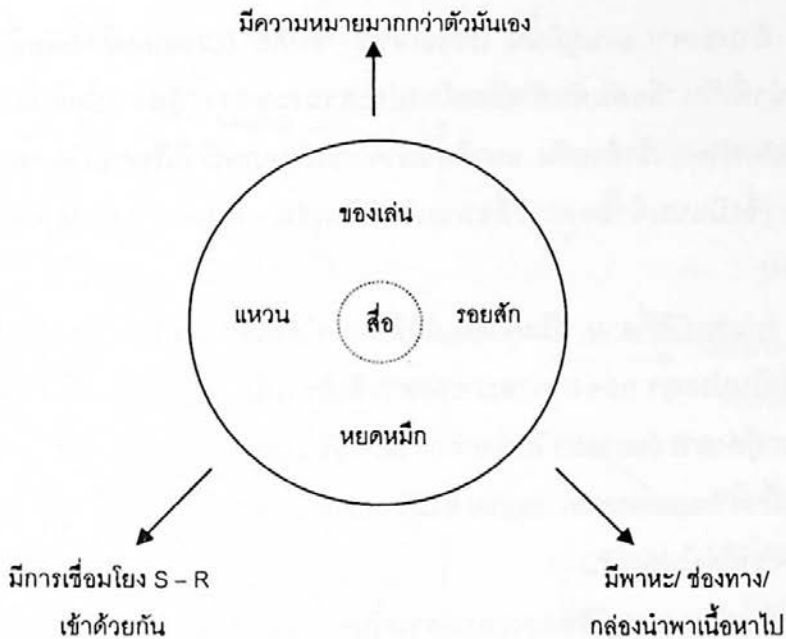 มีความหมายมากกว่าตัวมันเอง
ของเล่น
แหวน สื่อ รอยสัก
หยดหมึก
มีการเชื่อมโยง S – R
เข้าด้วยกัน
มีพาหะ/ ช่องทาง/
กล่องนำพาเนื้อหาไป